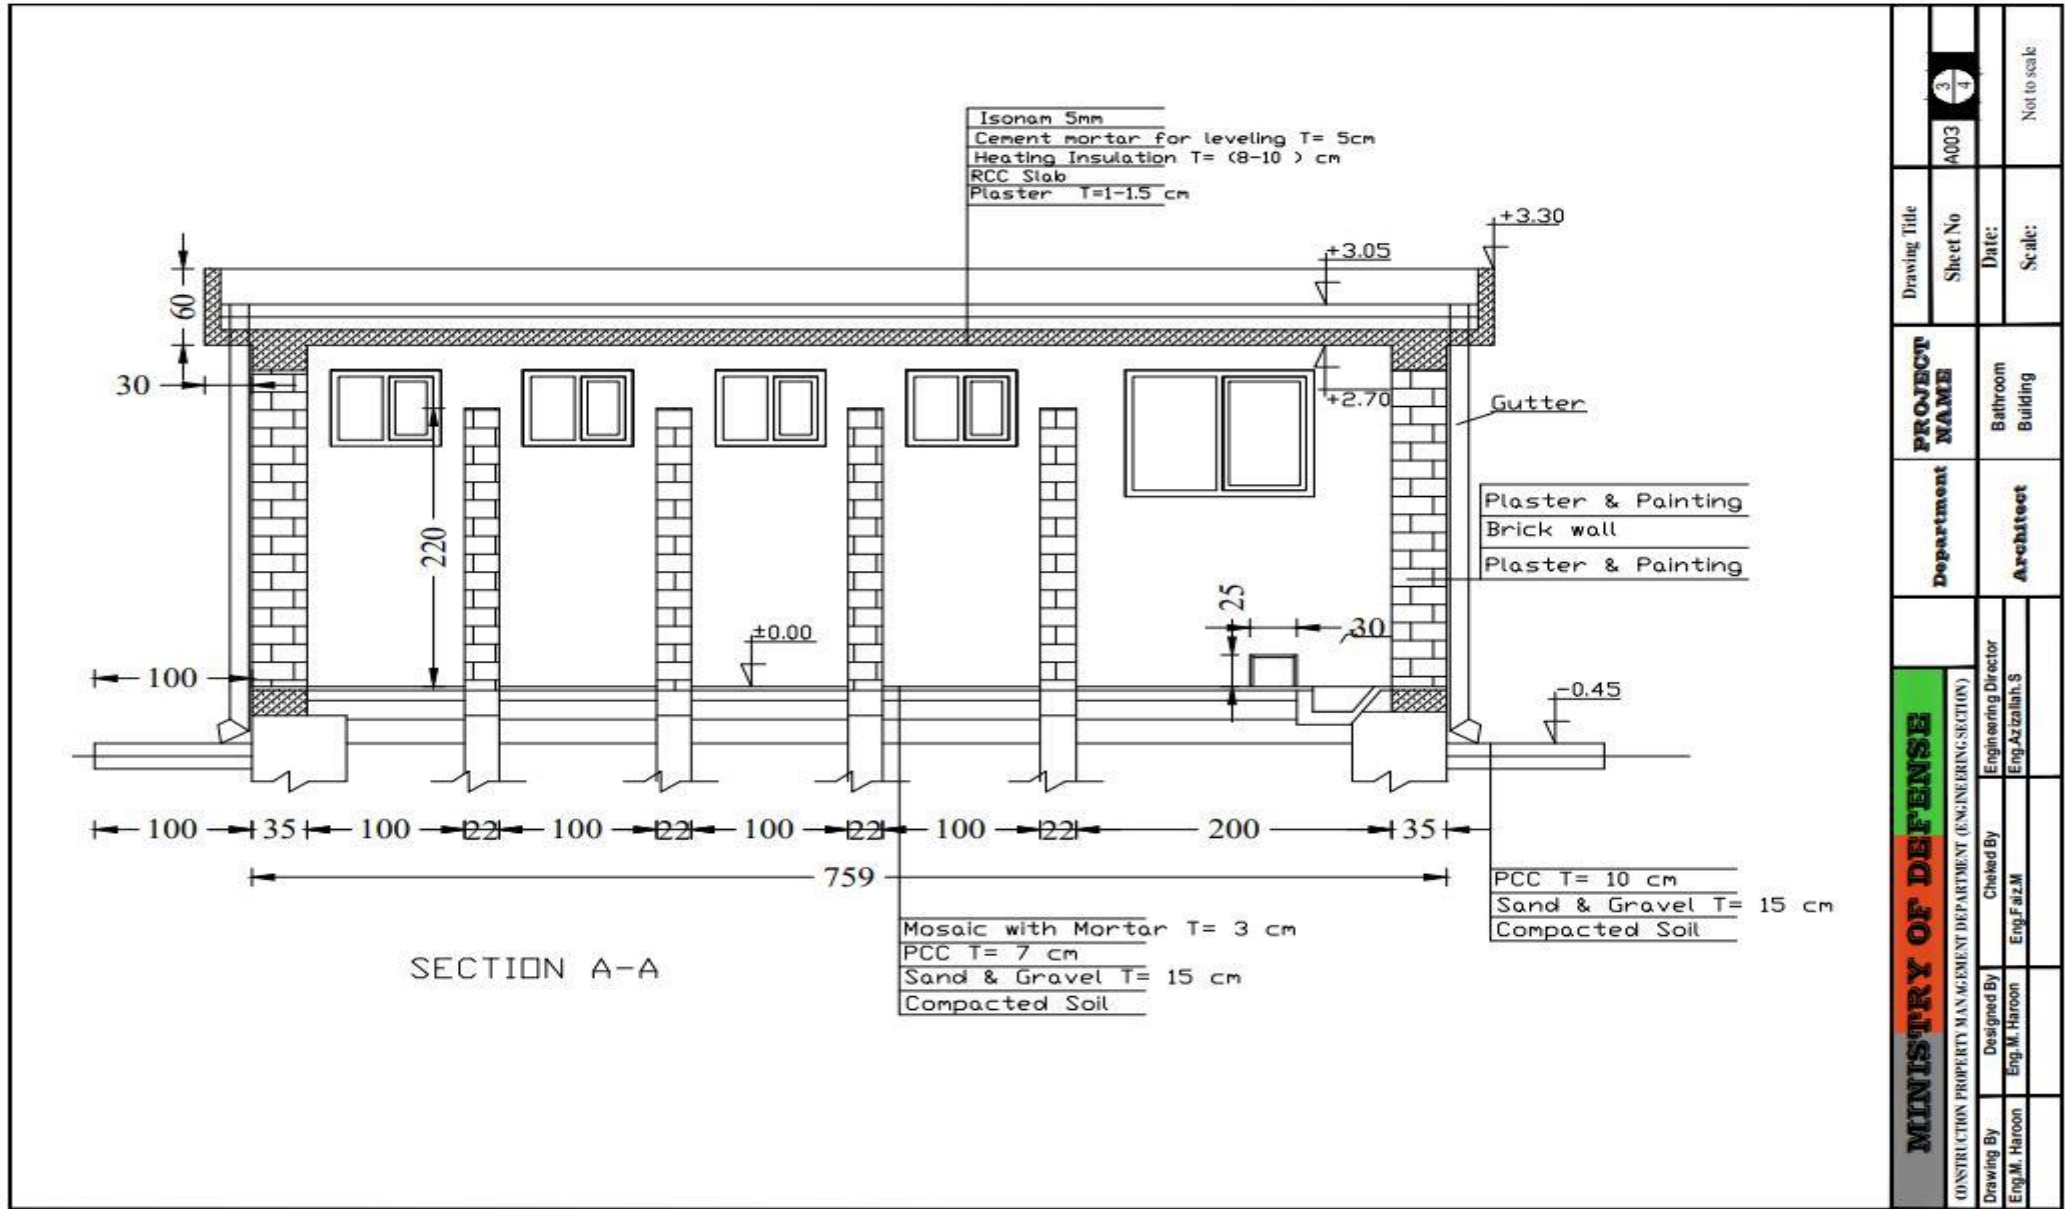 Isonam 5mm
Cement mortar for leveling T= 5cm
Heating Insulation T= (8-10 ) cm
RCC Slab
Plaster T=1-1.5 cm
+3.30
+3.05
60
30
+2.70
Gutter
Plaster & Painting
Brick wall
Plaster & Painting
220
25
30
±0.00
100
-0.45
100 35 100 22 100 22 100 22 100 22 200 35
759
PCC T= 10 cm
Sand & Gravel T= 15 cm
Compacted Soil
Mosaic with Mortar T= 3 cm
PCC T= 7 cm
Sand & Gravel T= 15 cm
Compacted Soil
SECTION A-A
MINISTRY OF DEFENSE
CONSTRUCTION PROPERTY MANAGEMENT DEPARTMENT (ENGINEERING SECTION)
Drawing By
Eng.M. Haroon
Designed By
Eng.M. Haroon
Cheked By
Eng.Faiz.M
Engineering Director
Eng.Azizallah.S
Department
Architect
PROJECT
NAME
Bathroom
Building
Drawing Title
Sheet No
A003
3
4
Date:
Scale:
Not to scale